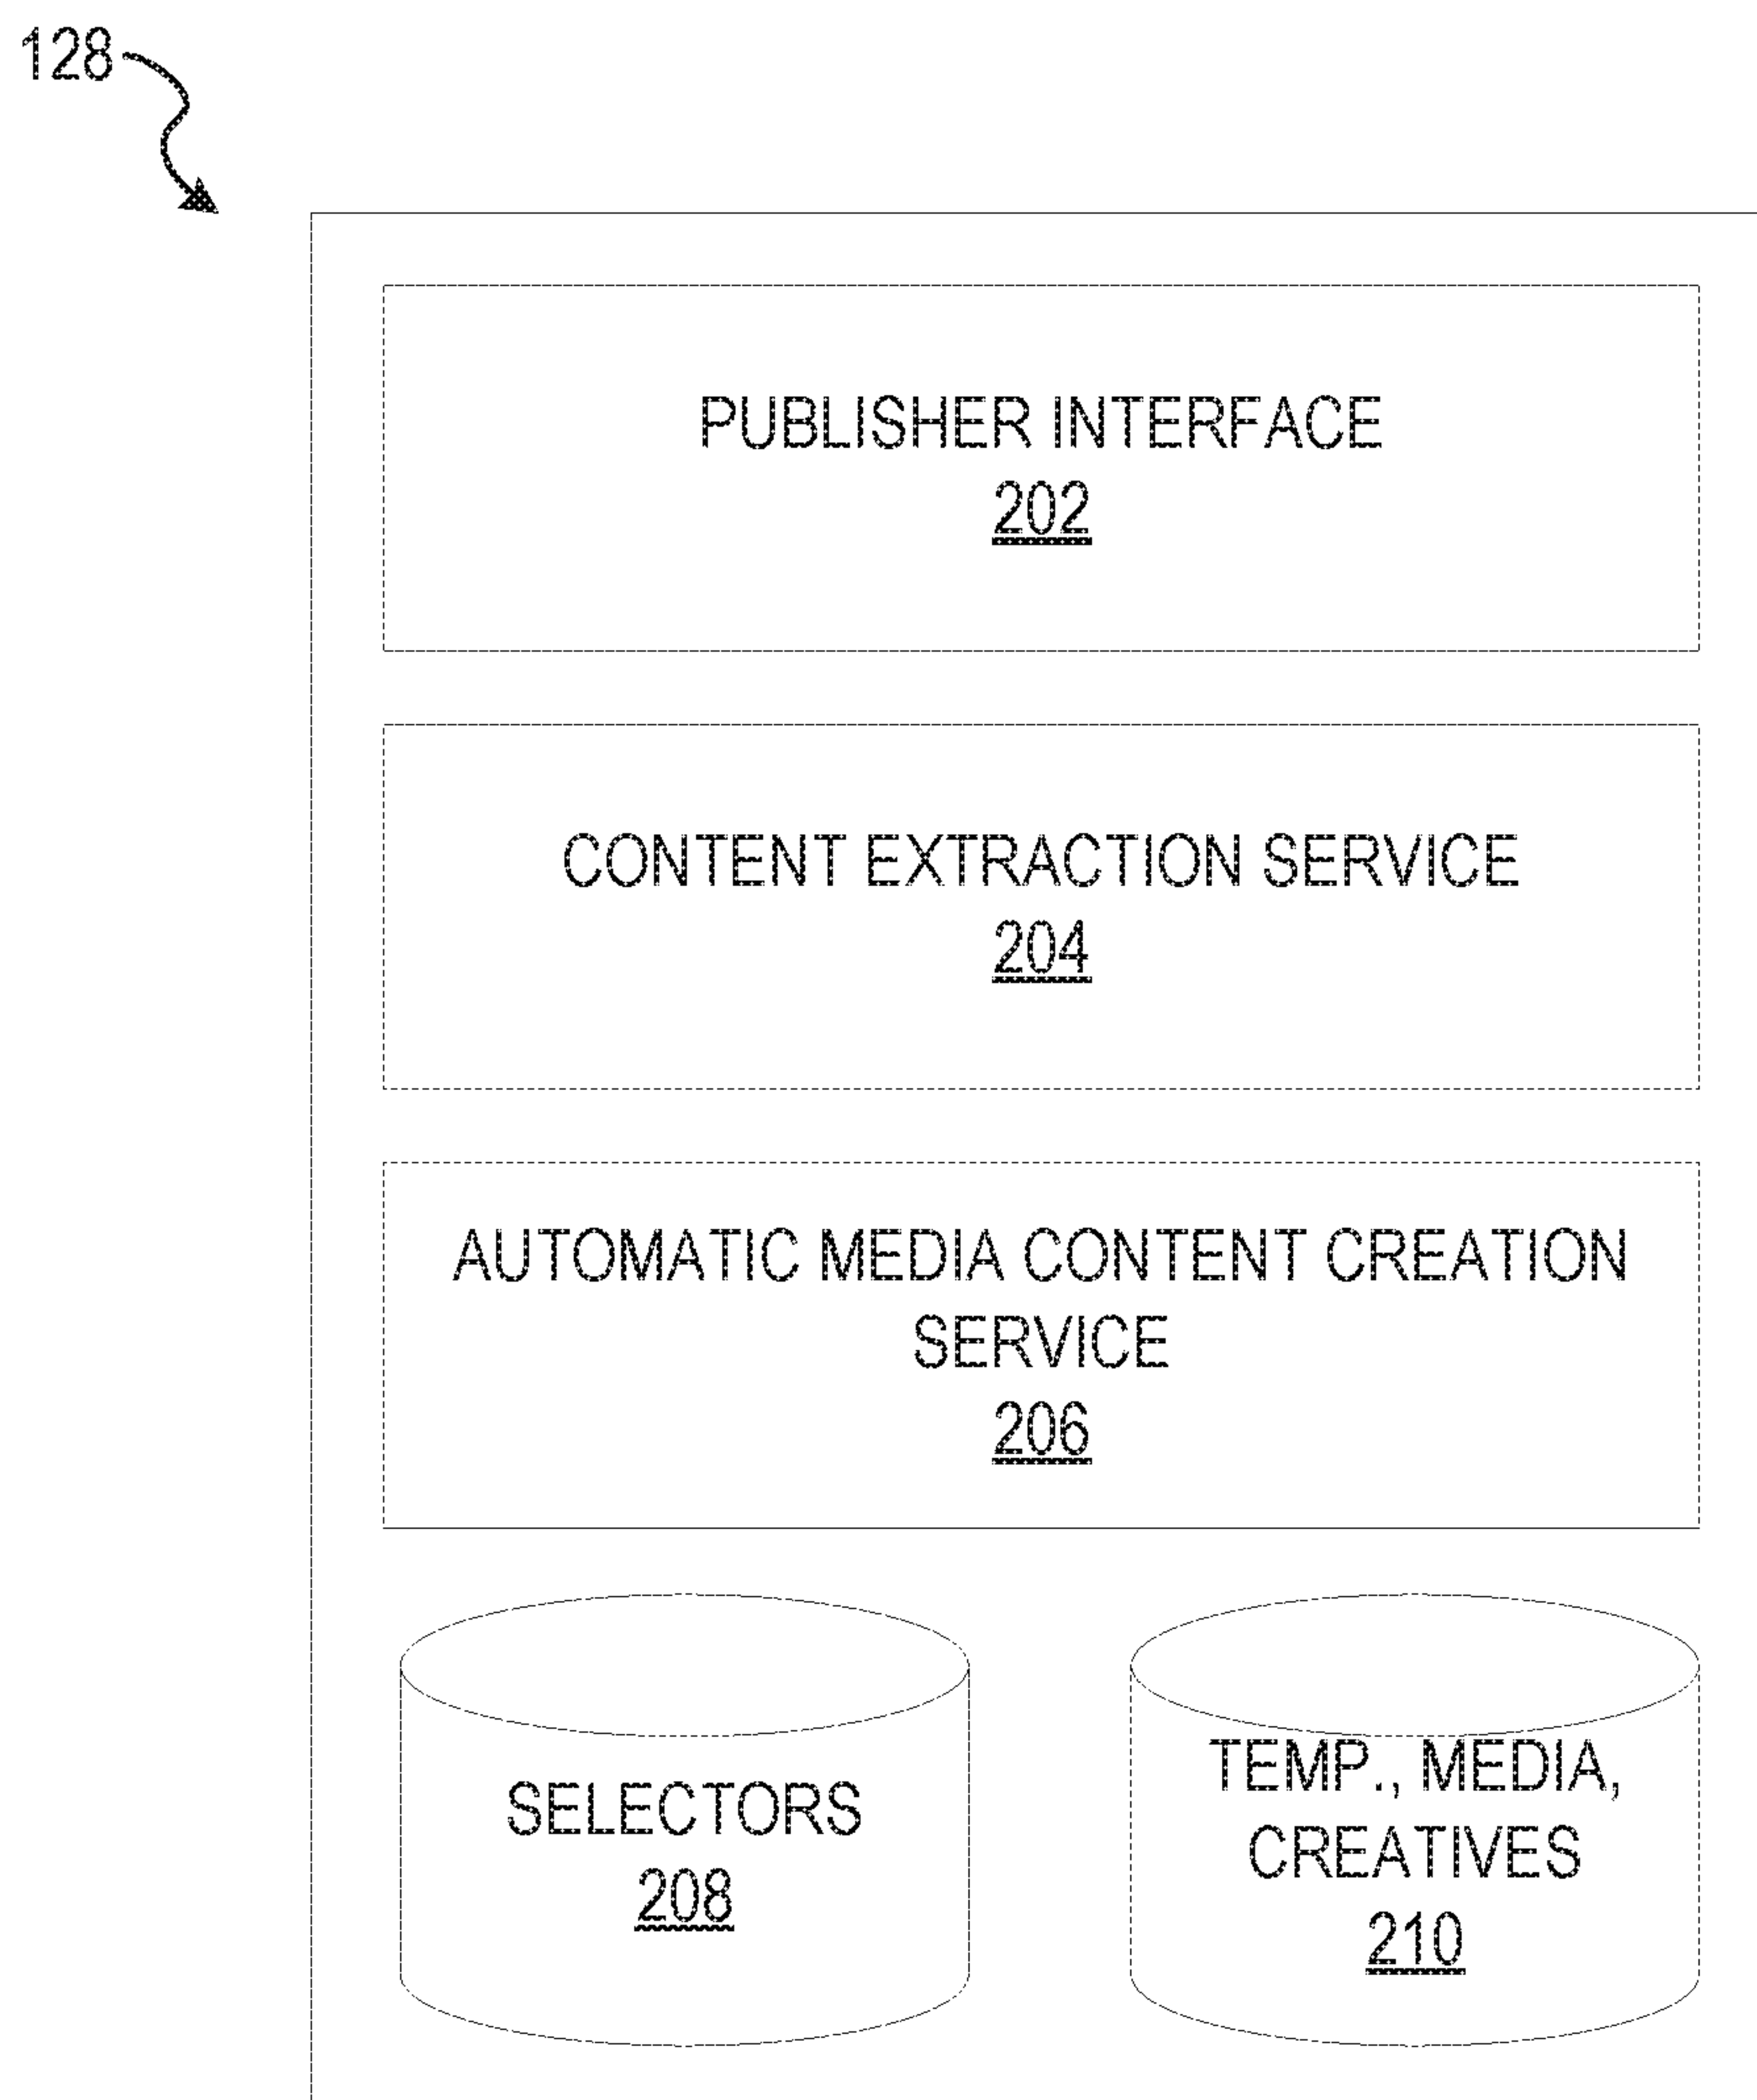 128
PUBLISHER INTERFACE
202
CONTENT EXTRACTION SERVICE
204
AUTOMATIC MEDIA CONTENT CREATION
SERVICE
206
SELECTORS
208
TEMP., MEDIA,
CREATIVES
210